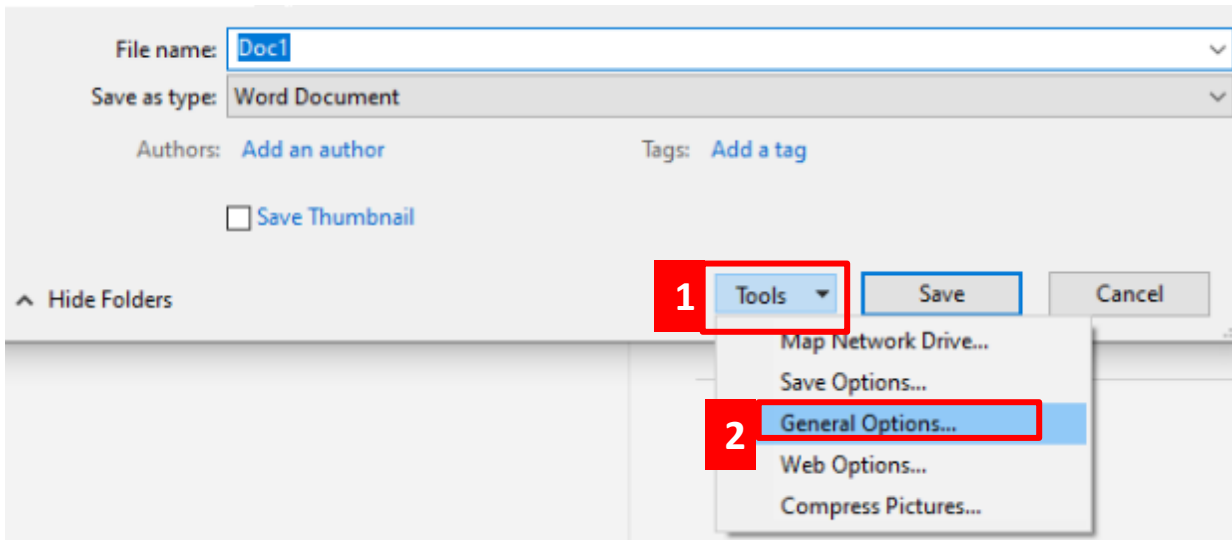 File name: Doc1
Save as type: Word Document
Authors: Add an author Tags: Add a tag
Save Thumbnail
Hide Folders 1 Tools Save Cancel
Map Network Drive...
Save Options...
2 General Options...
Web Options...
Compress Pictures...